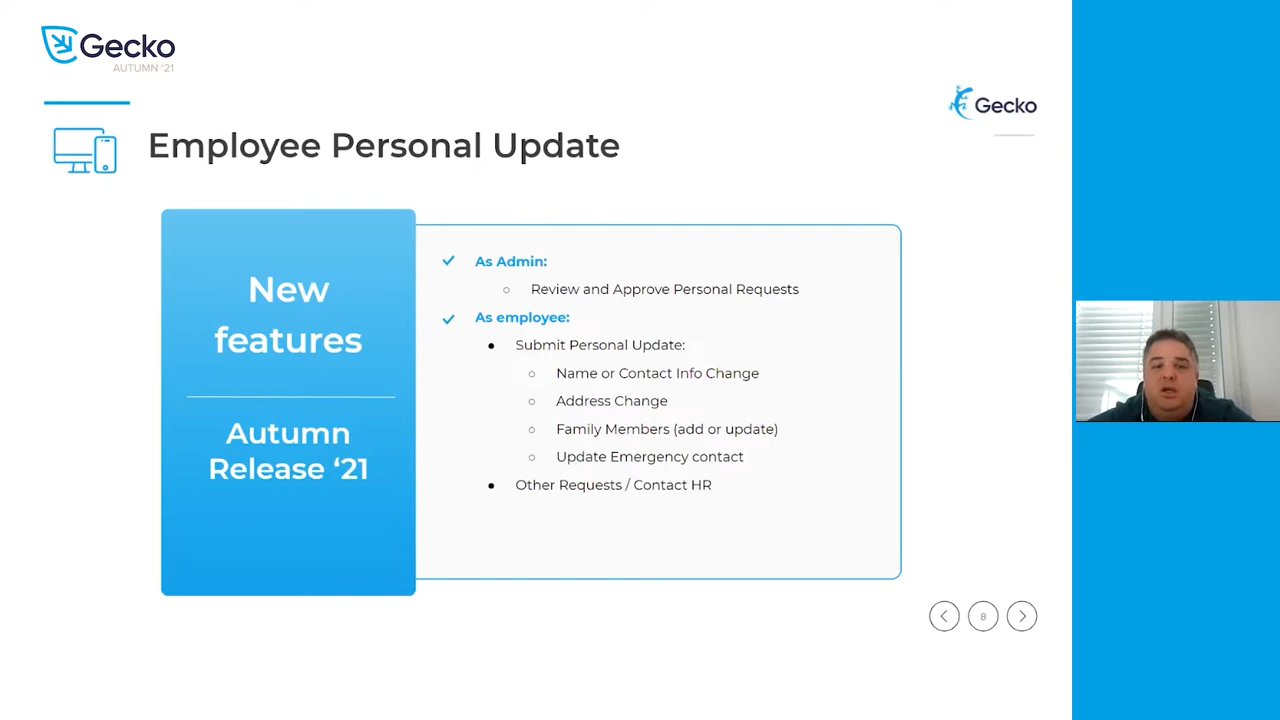 Gecko
AUTUMN ‘21
Gecko
Employee Personal Update
New
features
Autumn
Release ‘21
As Admin:
Review and Approve Personal Requests
As employee:
Submit Personal Update:
Name or Contact Info Change
Address Change
Family Members (add or update)
Update Emergency contact
Other Requests / Contact HR
8